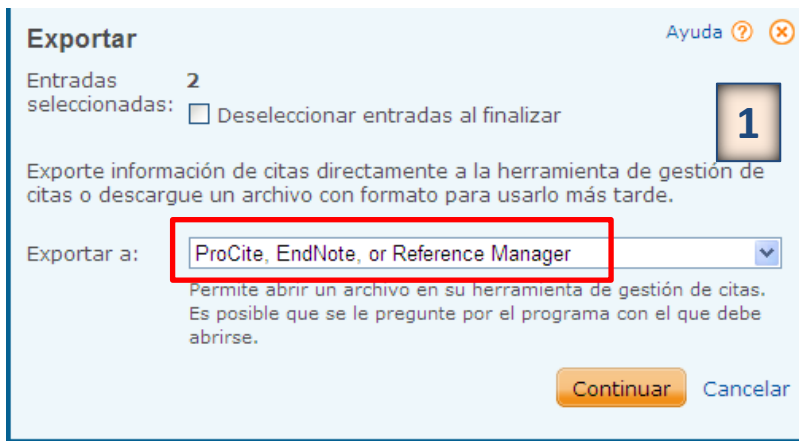 Exportar
Ayuda ?
Entradas seleccionadas: 2
Deseleccionar entradas al finalizar
1
Exporte información de citas directamente a la herramienta de gestión de
citas o descargue un archivo con formato para usarlo más tarde.
Exportar a: ProCite, EndNote, or Reference Manager
Permite abrir un archivo en su herramienta de gestión de citas.
Es posible que se le pregunte por el programa con el que debe
abrirse.
Continuar Cancelar